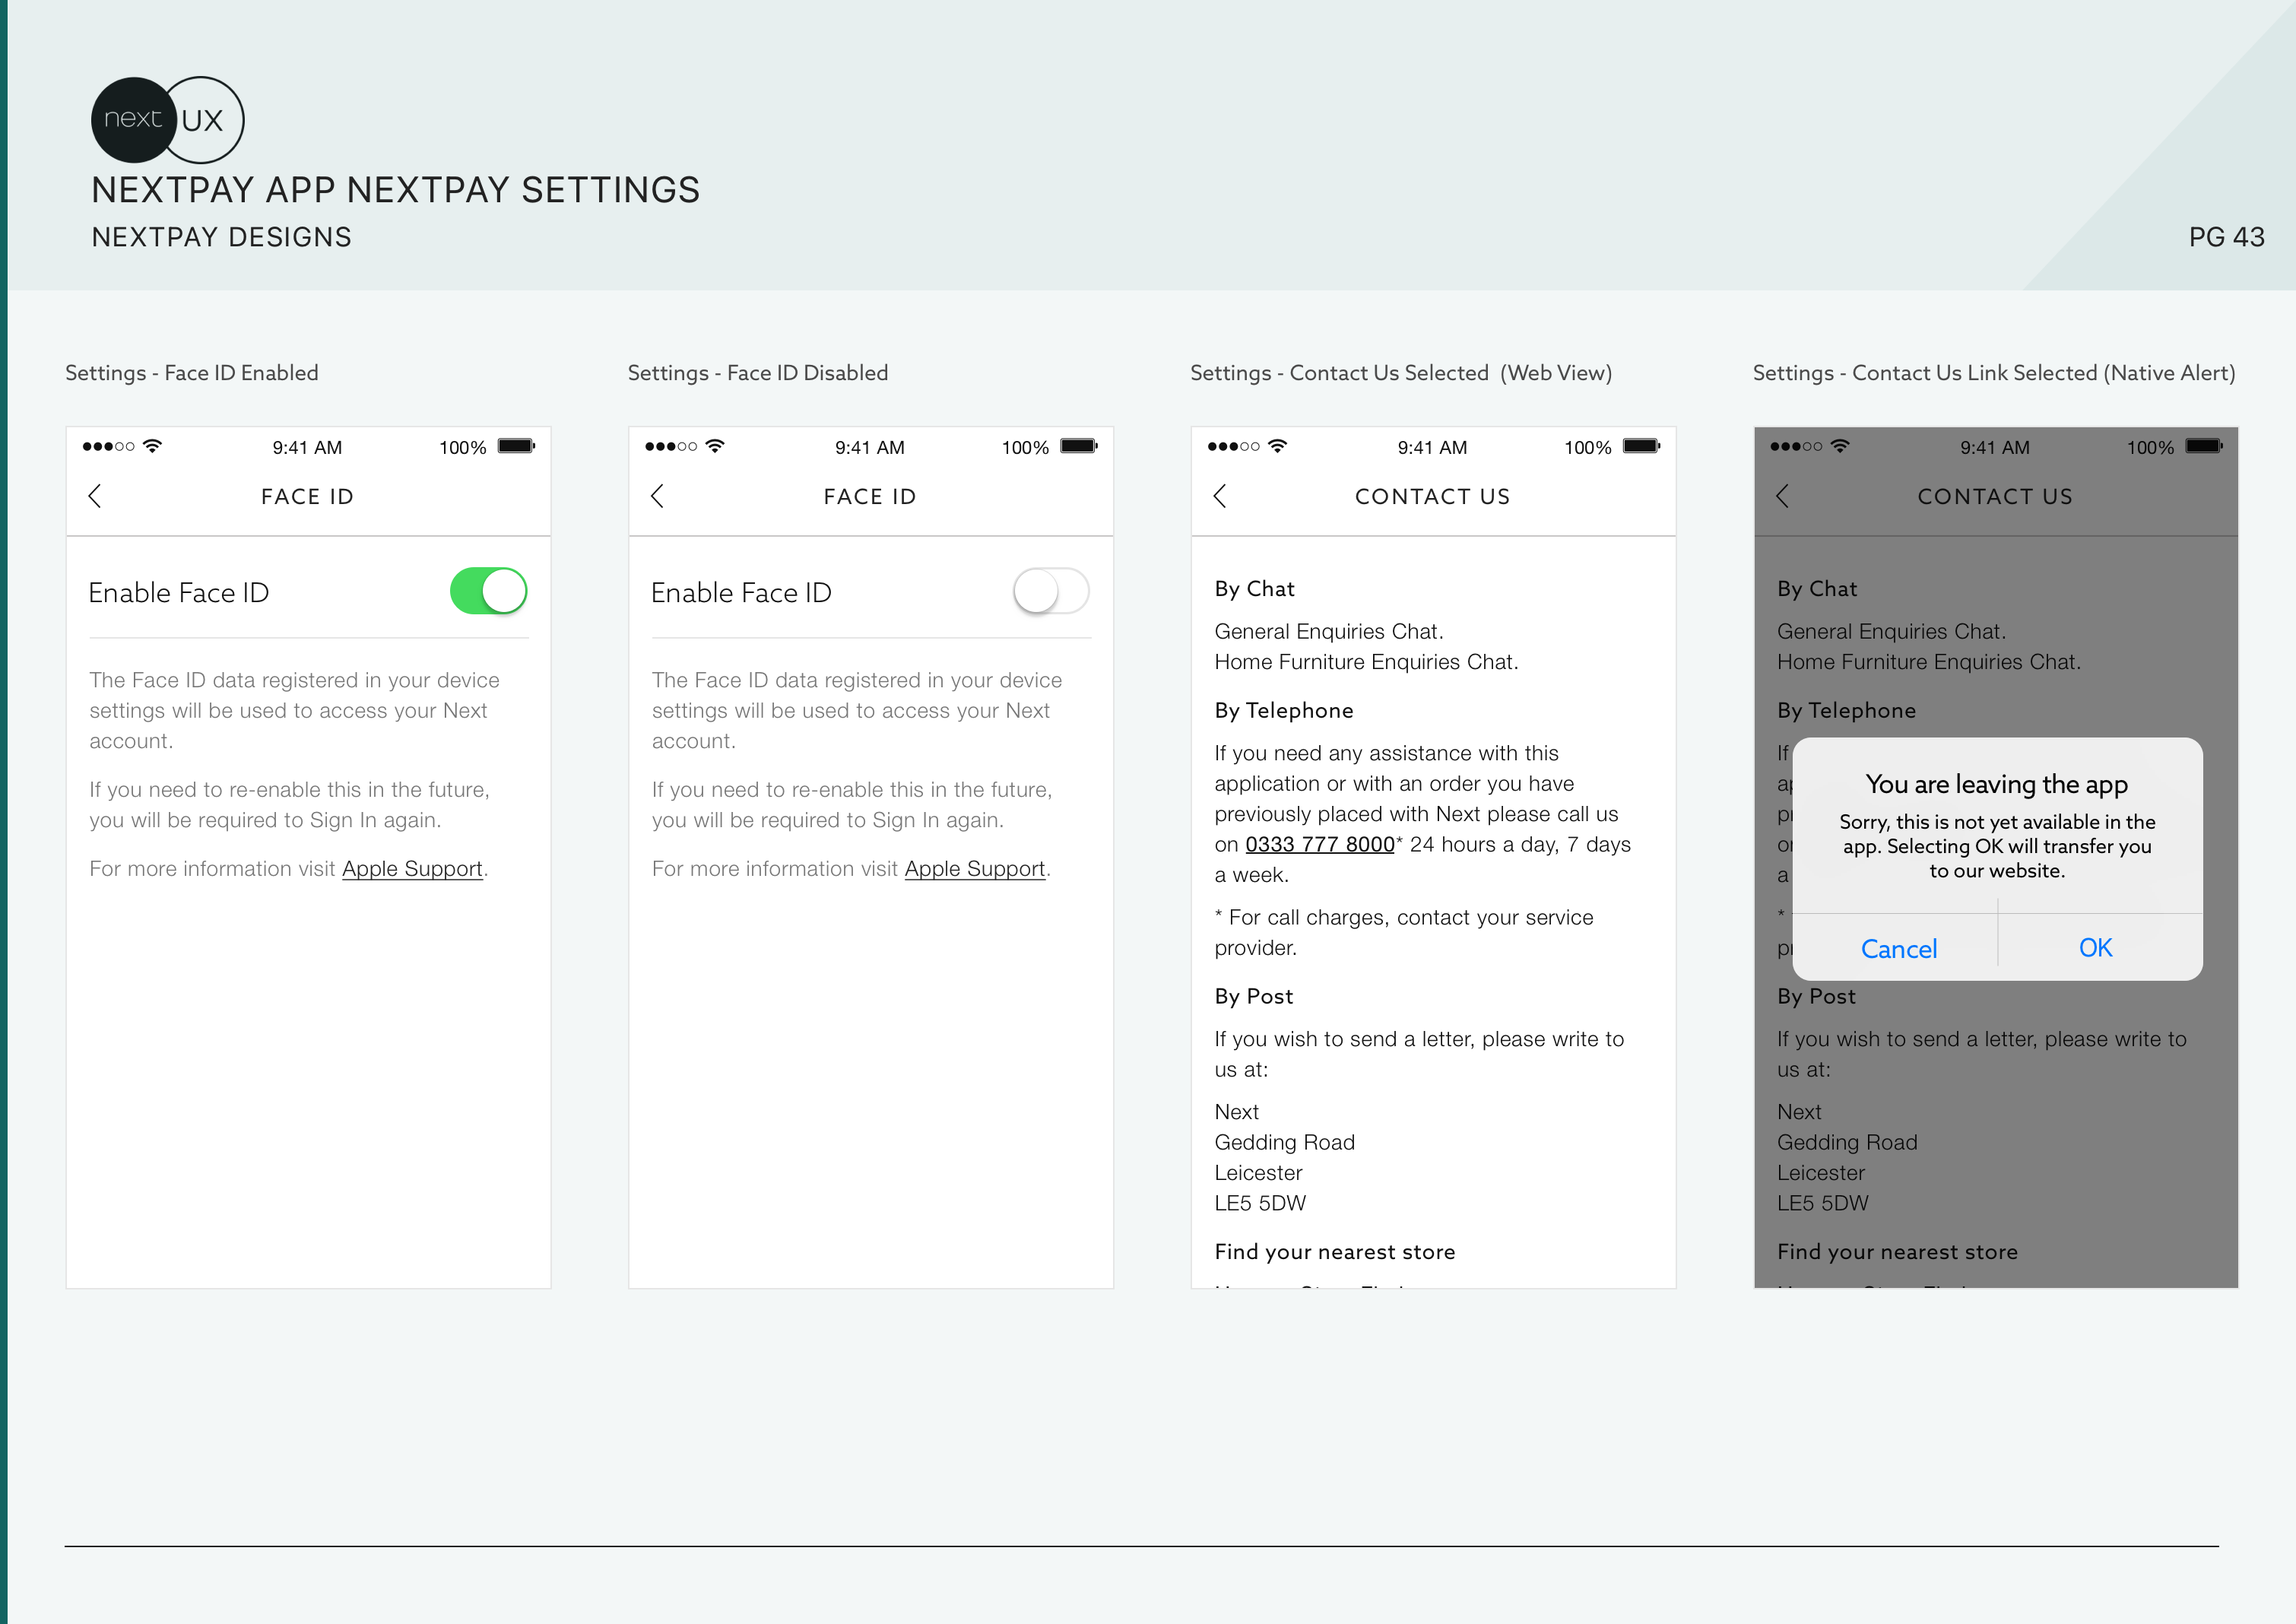 next UX
NEXTPAY APP NEXTPAY SETTINGS
NEXTPAY DESIGNS
PG 43
Settings - Face ID Enabled
9:41 AM 100%
FACE ID
Enable Face ID
The Face ID data registered in your device
settings will be used to access your Next
account.
If you need to re-enable this in the future,
you will be required to Sign In again.
For more information visit Apple Support.
Settings - Face ID Disabled
9:41 AM 100%
FACE ID
Enable Face ID
The Face ID data registered in your device
settings will be used to access your Next
account.
If you need to re-enable this in the future,
you will be required to Sign In again.
For more information visit Apple Support.
Settings - Contact Us Selected (Web View)
9:41 AM 100%
CONTACT US
By Chat
General Enquiries Chat.
Home Furniture Enquiries Chat.
By Telephone
If you need any assistance with this
application or with an order you have
previously placed with Next please call us
on 0333 777 8000* 24 hours a day, 7 days
a week.
* For call charges, contact your service
provider.
By Post
If you wish to send a letter, please write to
us at:
Next
Gedding Road
Leicester
LE5 5DW
Find your nearest store
Settings - Contact Us Link Selected (Native Alert)
9:41 AM 100%
CONTACT US
By Chat
General Enquiries Chat.
Home Furniture Enquiries Chat.
By Telephone
If
a
*
You are leaving the app
Sorry, this is not yet available in the
app. Selecting OK will transfer you
to our website.
Cancel OK
By Post
If you wish to send a letter, please write to
us at:
Next
Gedding Road
Leicester
LE5 5DW
Find your nearest store